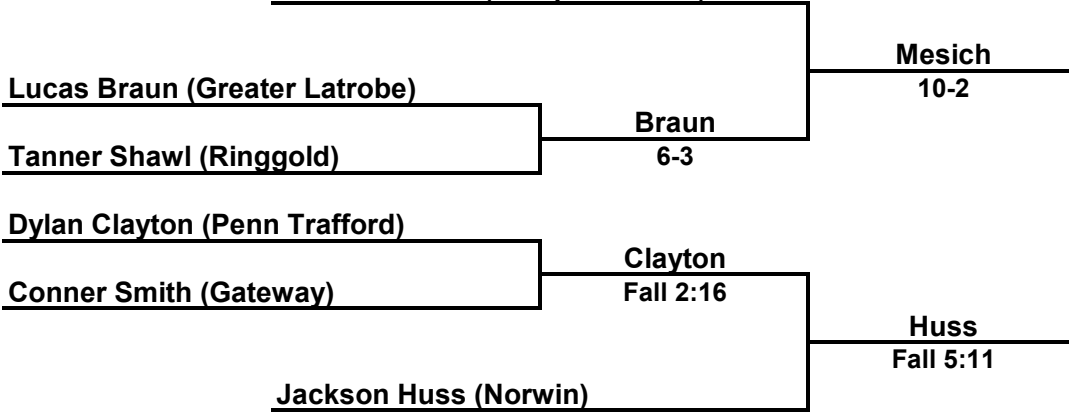 Mesich
Lucas Braun (Greater Latrobe)
10-2
Braun
Tanner Shawl (Ringgold)
6-3
Dylan Clayton (Penn Trafford)
Clayton
Conner Smith (Gateway)
Fall 2:16
Huss
Fall 5:11
Jackson Huss (Norwin)